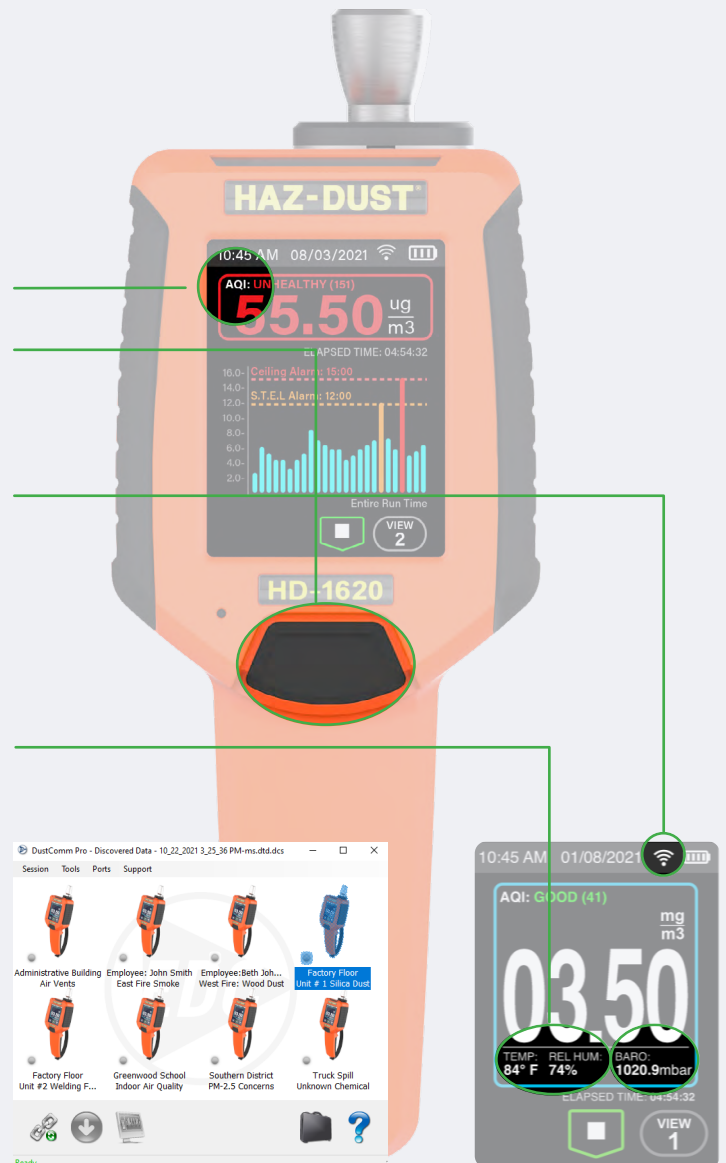 HAZ-DUST
10:45 AM 08/03/2021
AQI: UNHEALTHY (151)
55.50 ug
m3
ELAPSED TIME: 04:54:32
16.0-
Ceiling Alarm: 15:00
14.0-
S.T.E.L Alarm: 12:00
12.0-
10.0-
8.0-
6.0-
4.0-
2.0-
Entire Run Time
VIEW
2
HD-1620
DustComm Pro - Discovered Data - 10_22_2021 3_25_36 PM-ms.dtd.dcs
Session Tools Ports Support
Administrative Building
Air Vents
Employee: John Smith
East Fire Smoke
Employee:Beth Joh...
West Fire: Wood Dust
Factory Floor
Unit # 1 Silica Dust
Factory Floor
Unit #2 Welding F...
Greenwood School
Indoor Air Quality
Southern District
PM-2.5 Concerns
Truck Spill
Unknown Chemical
Ready
10:45 AM 01/08/2021
AQI: GOOD (41)
mg
m3
03.50
TEMP: REL HUM: BARO:
84° F 74% 1020.9mbar
ELAPSED TIME: 04:54:32
VIEW
1